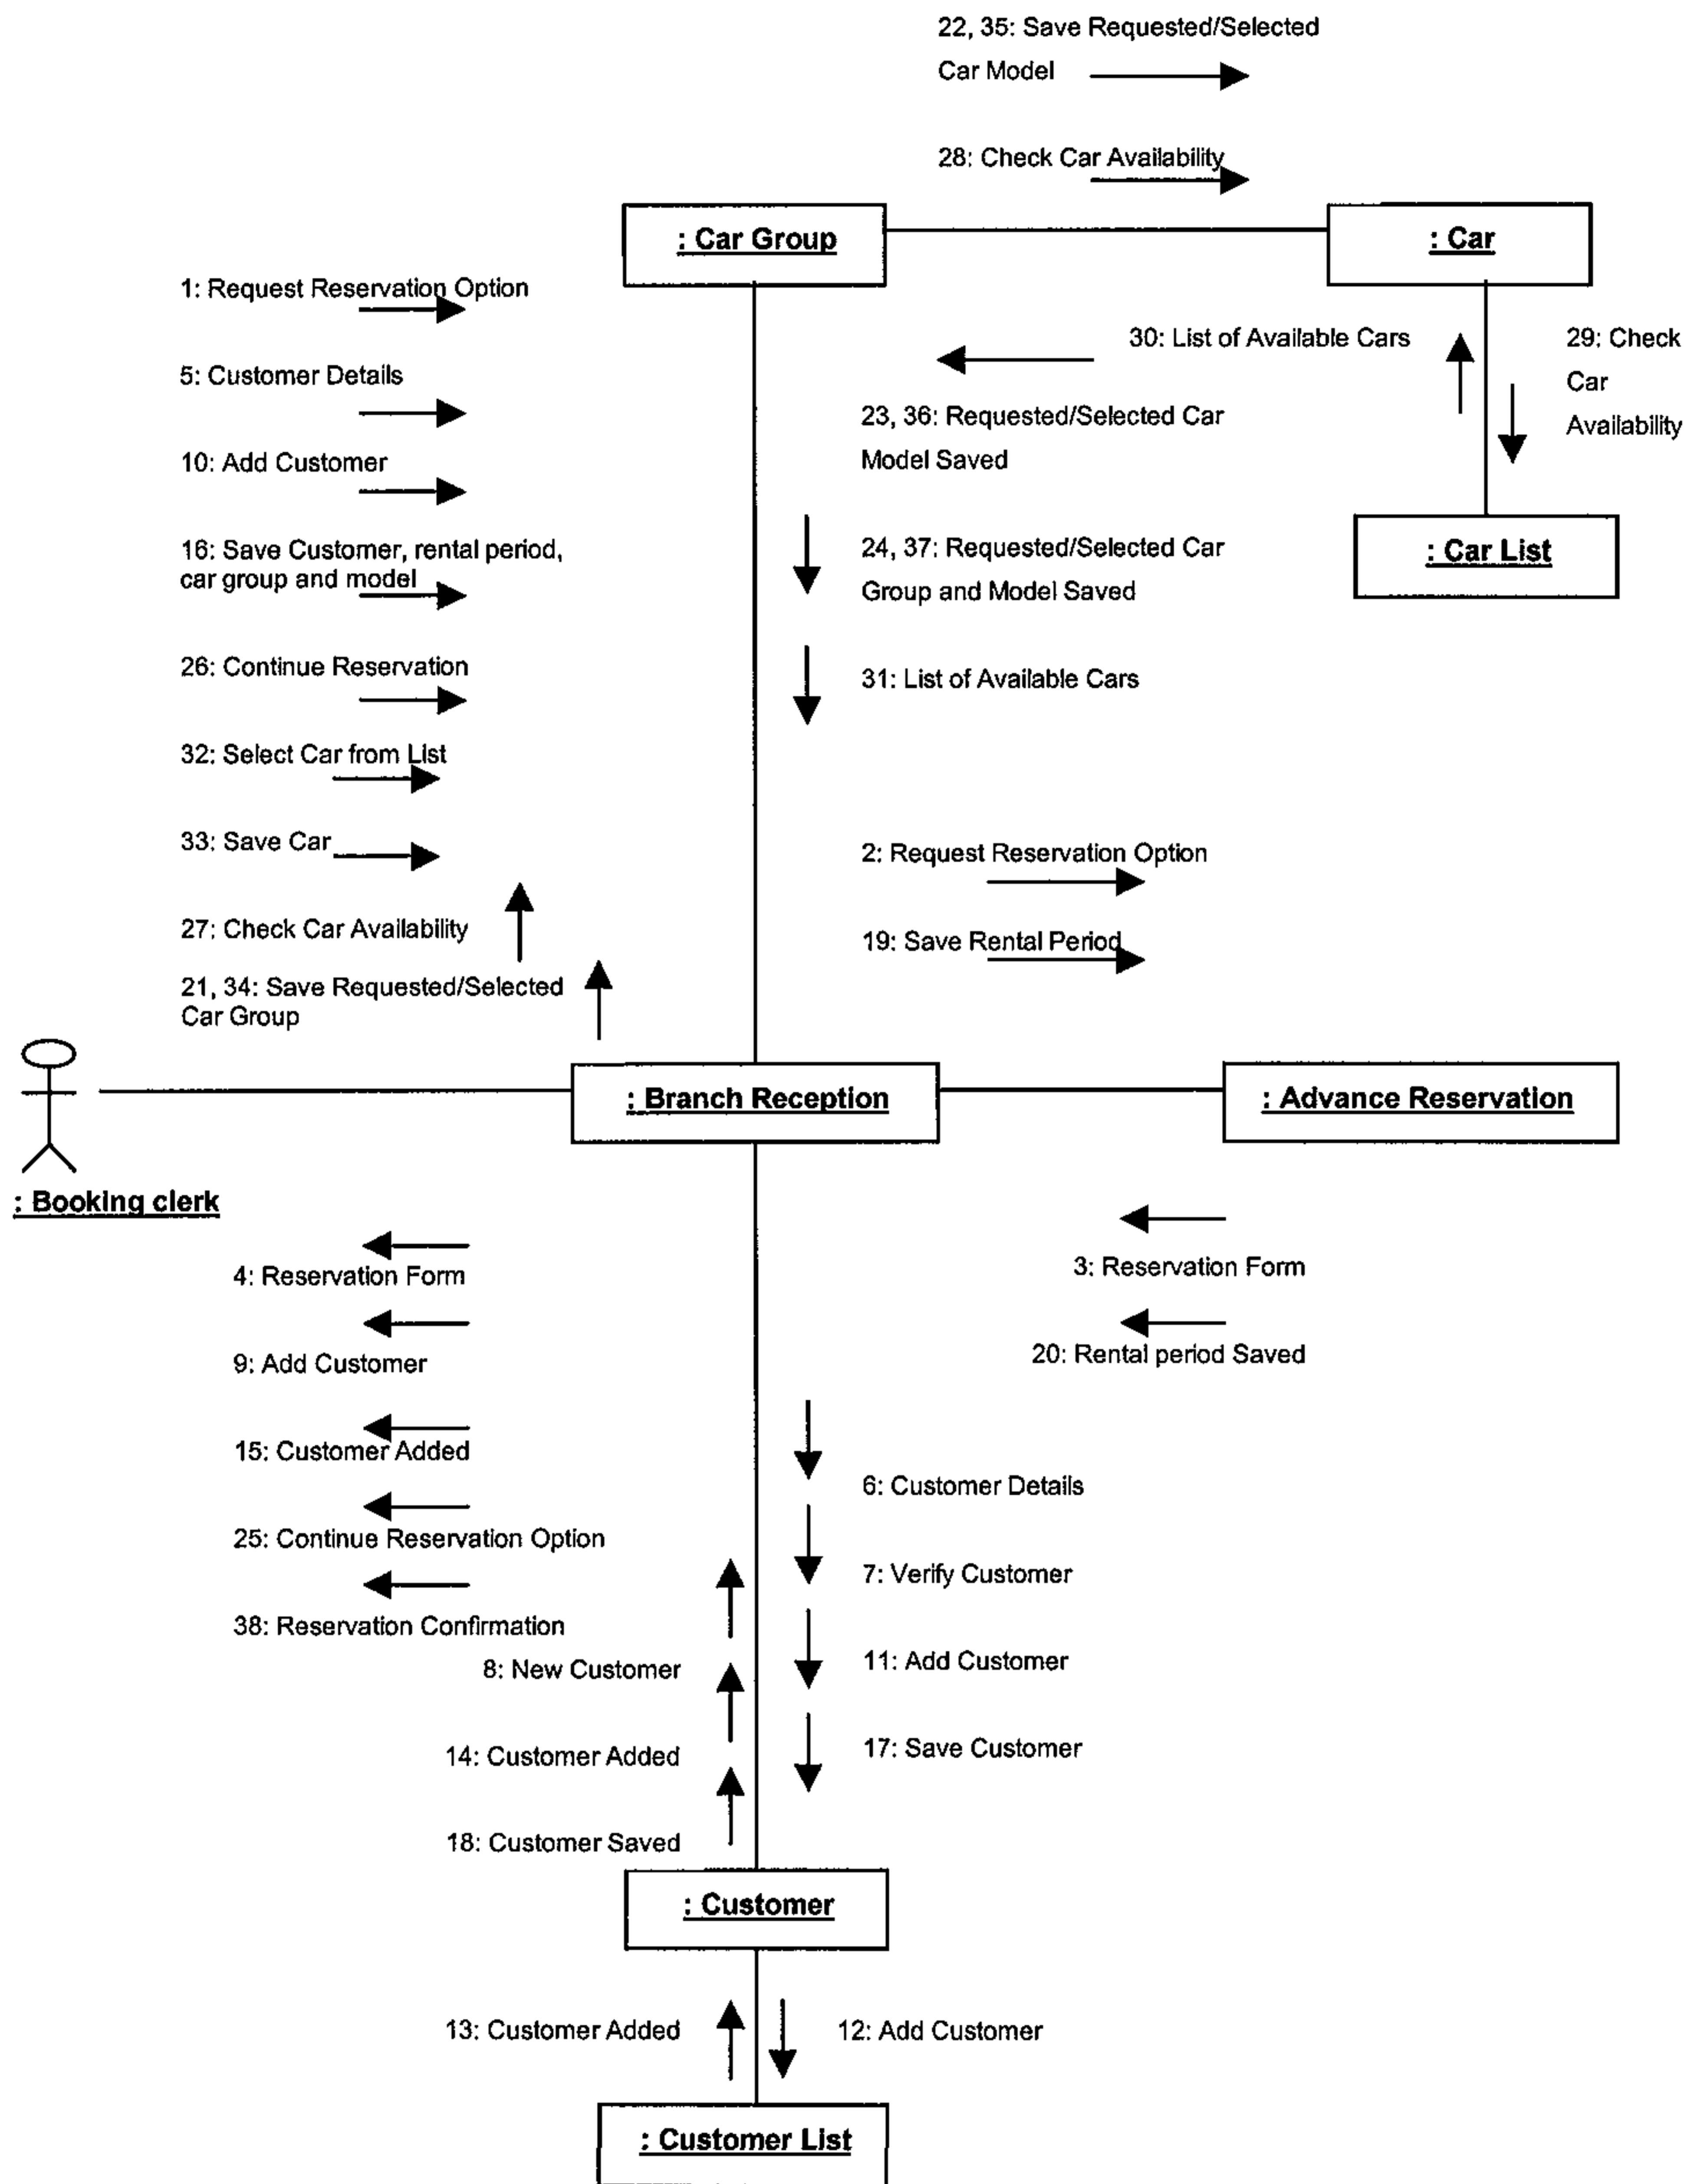 22, 35: Save Requested/Selected
Car Model
28: Check Car Availability
: Car Group
: Car
1: Request Reservation Option
30: List of Available Cars
29: Check
Car
Availability
5: Customer Details
23, 36: Requested/Selected Car
Model Saved
10: Add Customer
16: Save Customer, rental period,
car group and model
24, 37: Requested/Selected Car
Group and Model Saved
: Car List
26: Continue Reservation
31: List of Available Cars
32: Select Car from List
33: Save Car
2: Request Reservation Option
27: Check Car Availability
19: Save Rental Period
21, 34: Save Requested/Selected
Car Group
: Branch Reception
: Advance Reservation
: Booking clerk
4: Reservation Form
3: Reservation Form
9: Add Customer
20: Rental period Saved
15: Customer Added
6: Customer Details
25: Continue Reservation Option
7: Verify Customer
38: Reservation Confirmation
8: New Customer
11: Add Customer
14: Customer Added
17: Save Customer
18: Customer Saved
: Customer
13: Customer Added
12: Add Customer
: Customer List